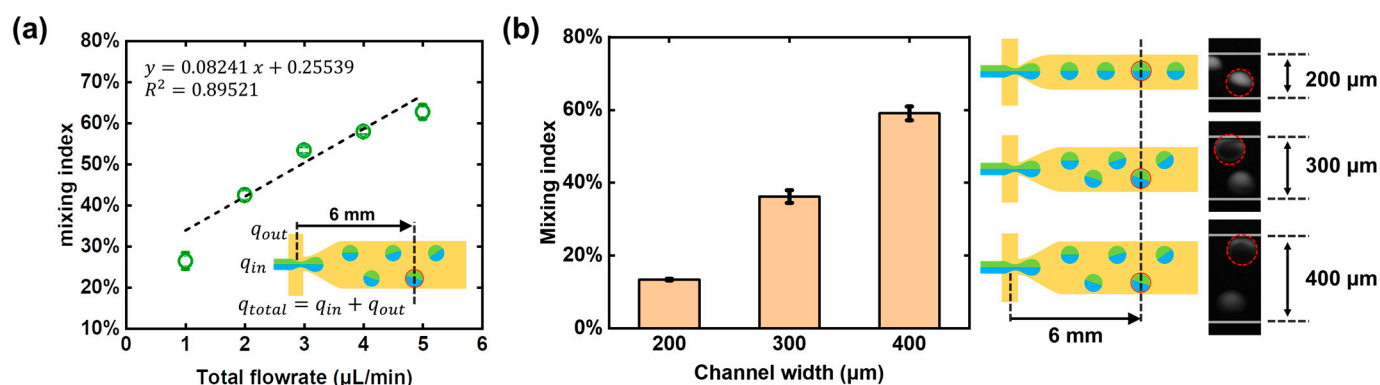 (a)
mixing index
80%
70%
60%
50%
40%
30%
20%
10%
y = 0.08241 x + 0.25539
R² = 0.89521
6 mm
q_out
q_in
q_total = q_in + q_out
0 1 2 3 4 5 6
Total flowrate (μL/min)
(b)
Mixing index
80%
60%
40%
20%
0%
200 300 400
Channel width (μm)
6 mm
200 μm
300 μm
400 μm